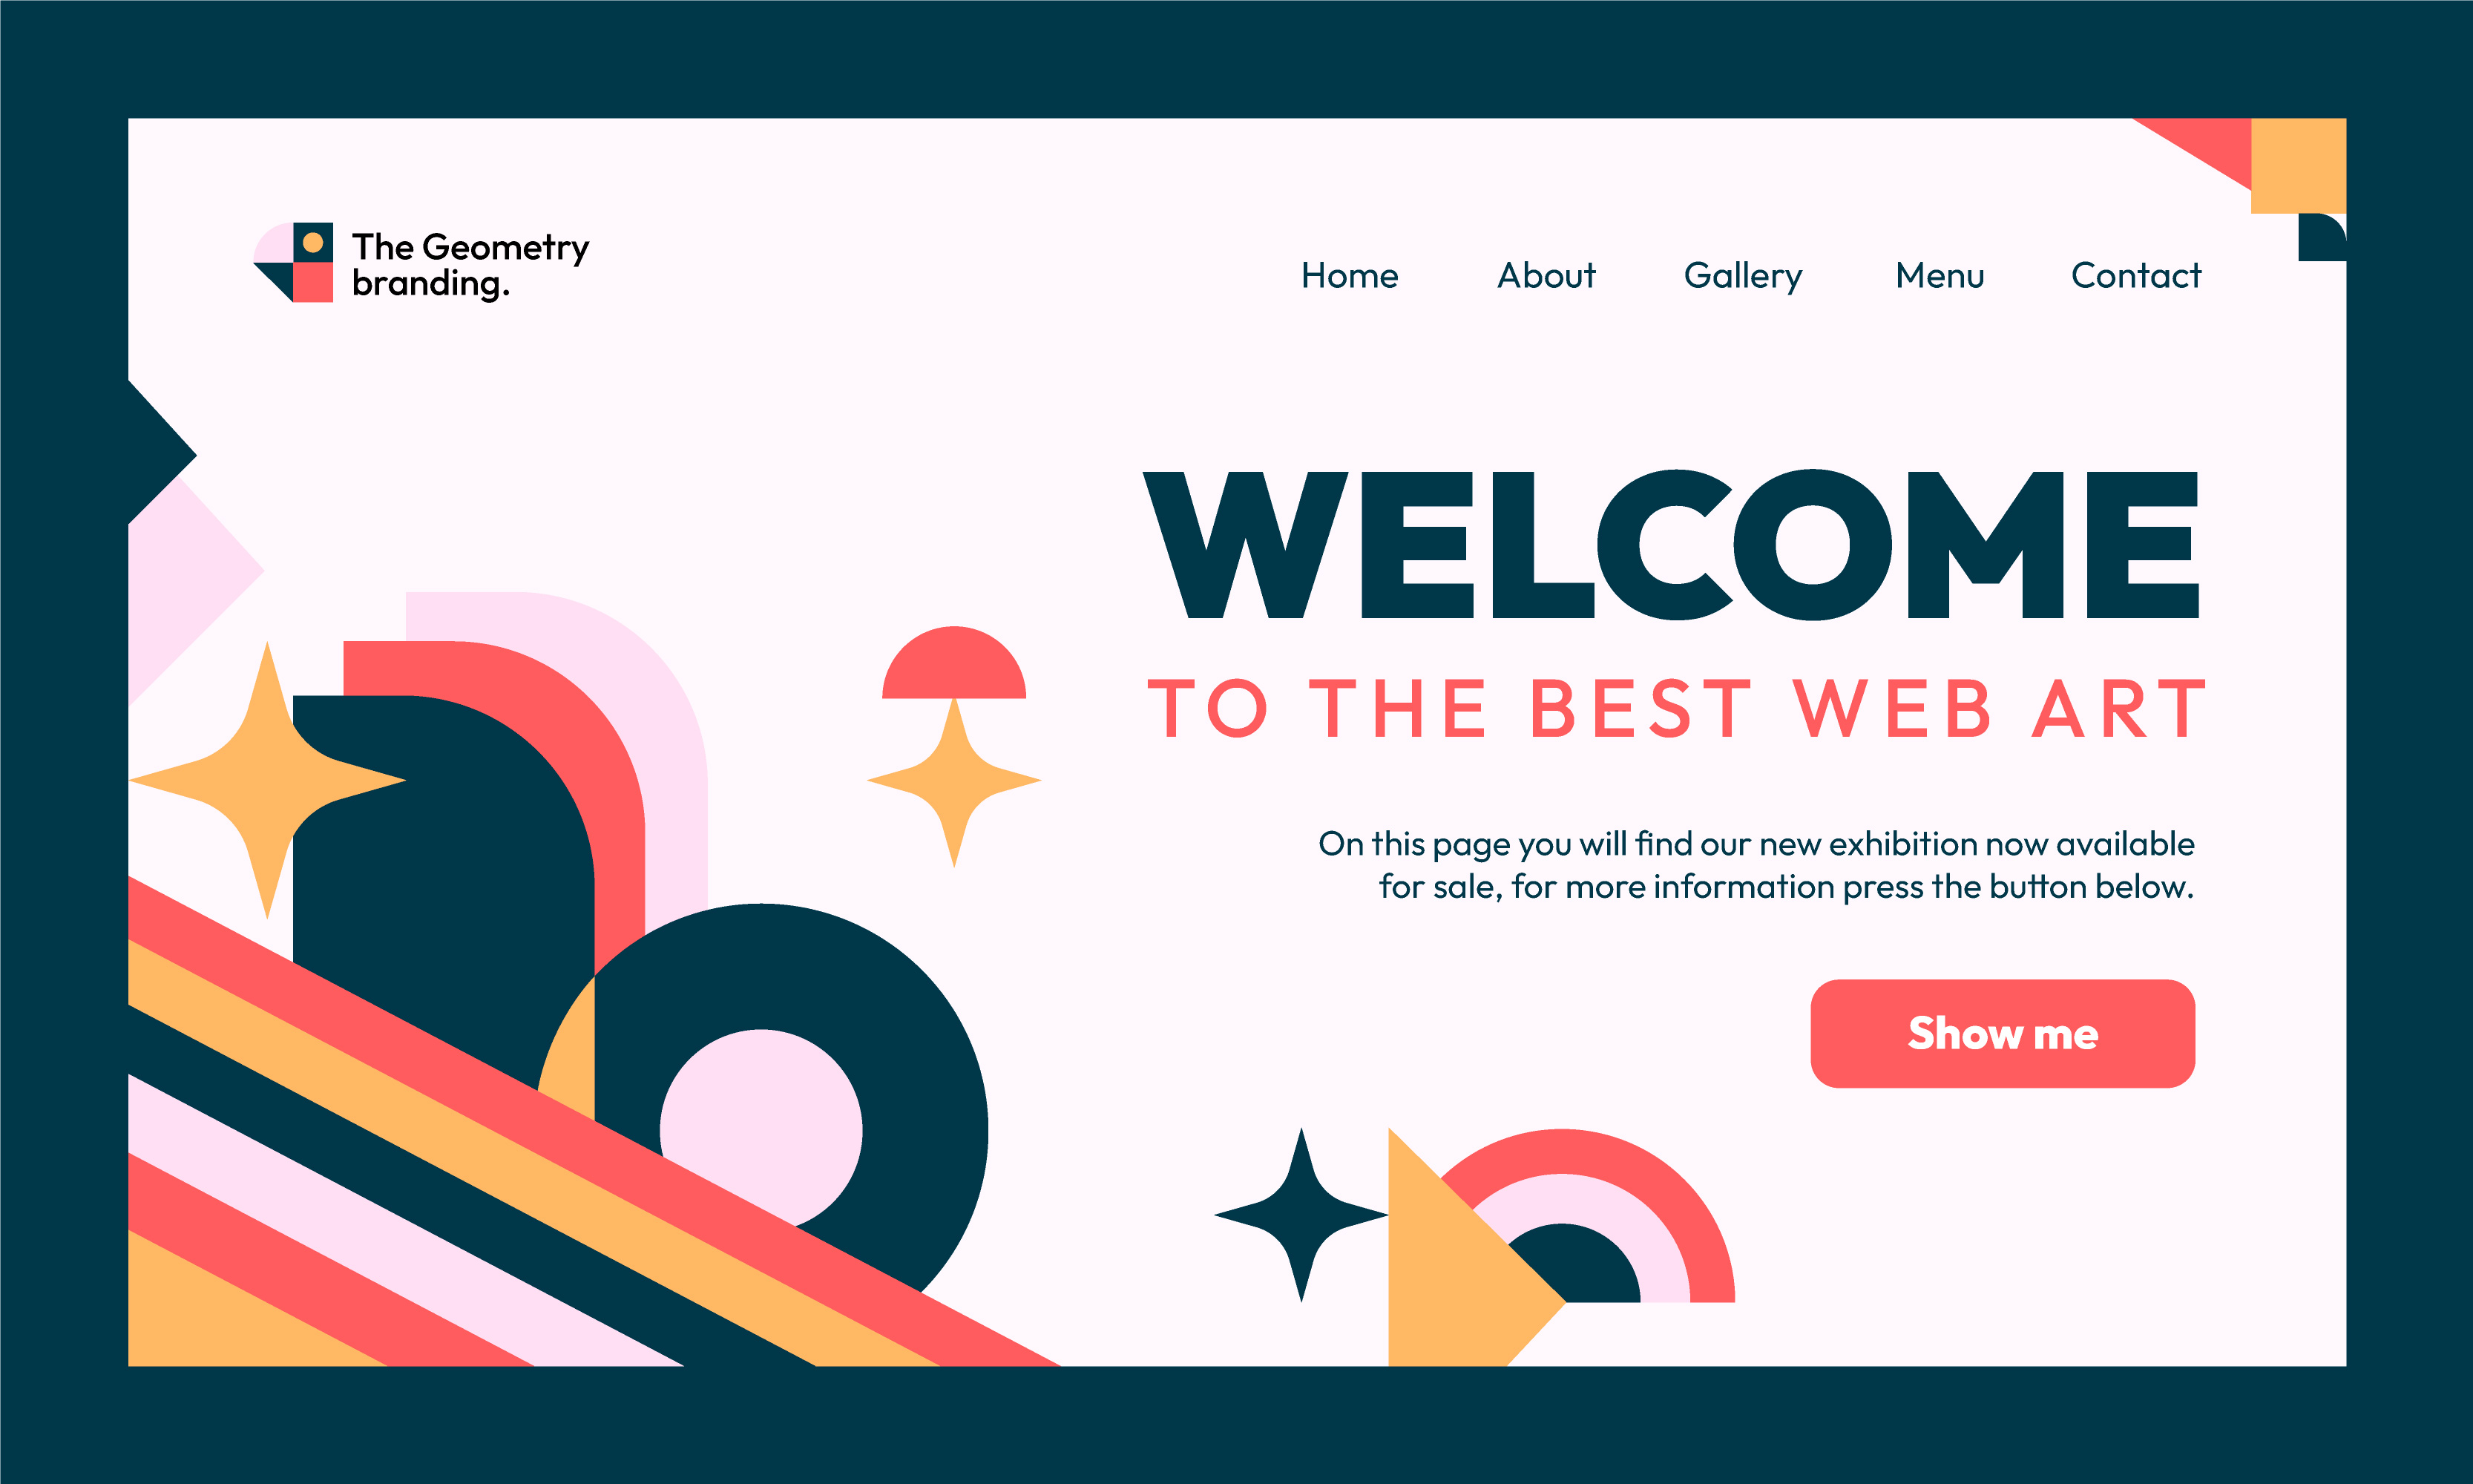 The Geometry
branding.
Home About Gallery Menu Contact
WELCOME
TO THE BEST WEB ART
On this page you will find our new exhibition now available
for sale, for more information press the button below.
Show me